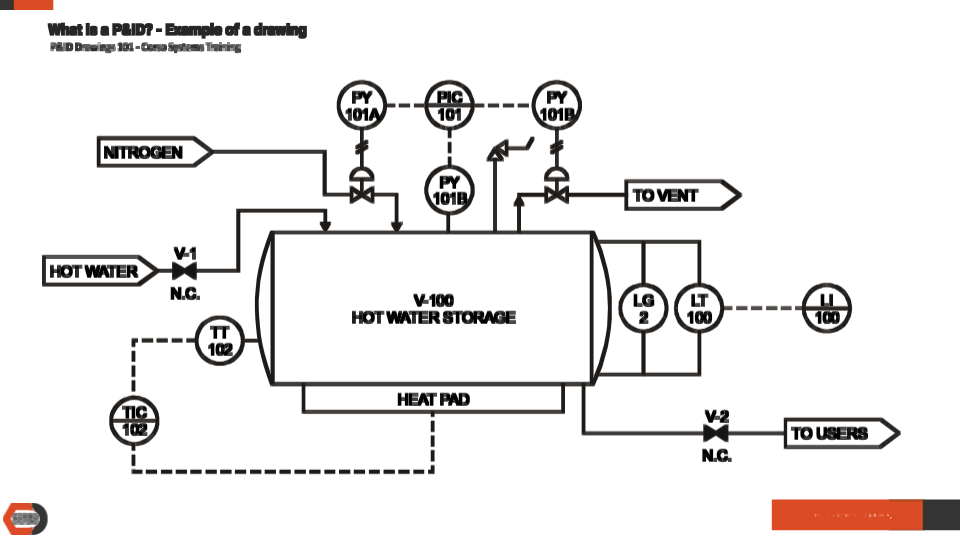 What is a P&ID? - Example of a drawing
P&ID Drawings 101 - Corso Systems Training
PY
101A
PIC
101
PY
101B
NITROGEN
PY
101B
TO VENT
V-1
HOT WATER
N.C.
V-100
HOT WATER STORAGE
LG
2
LT
100
LI
100
TT
102
HEAT PAD
TIC
102
V-2
TO USERS
N.C.